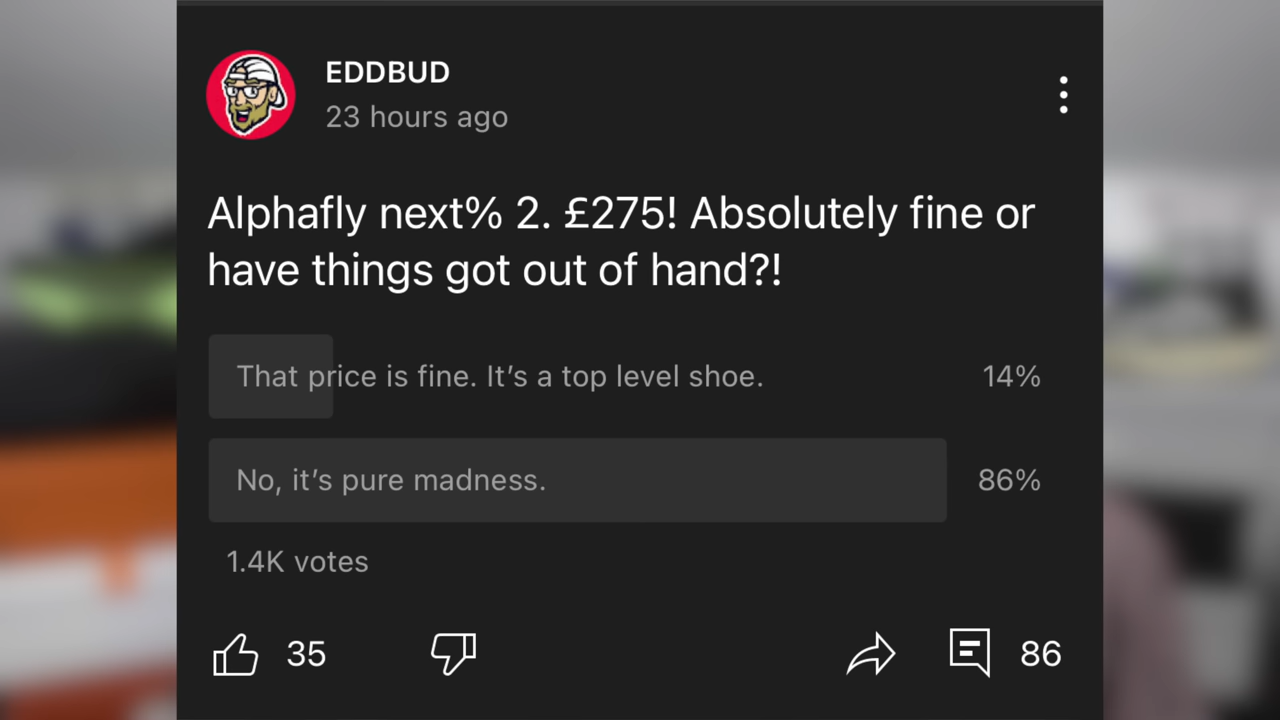 EDDBUD
23 hours ago
Alphafly next% 2. £275! Absolutely fine or
have things got out of hand?!
That price is fine. It’s a top level shoe.
14%
No, it’s pure madness.
86%
1.4K votes
35
86